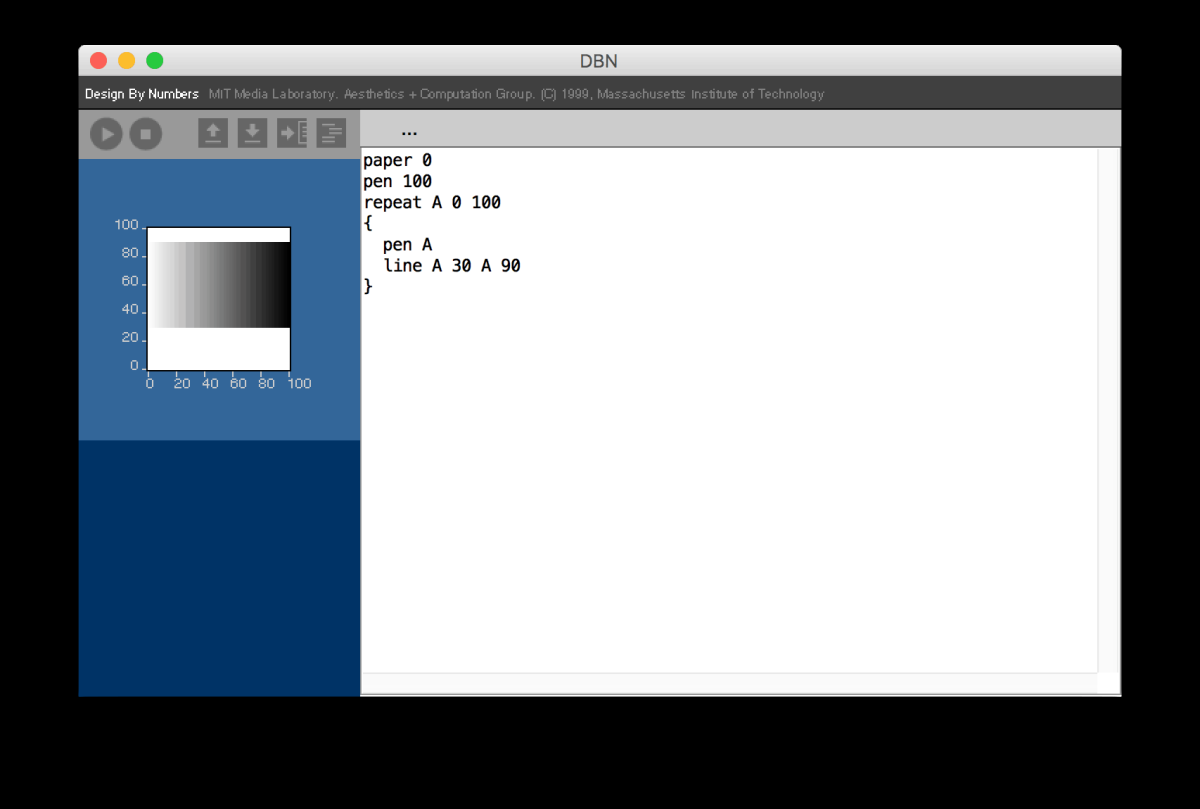 DBN
Design By Numbers MIT Media Laboratory. Aesthetics + Computation Group. (C) 1999, Massachusetts Institute of Technology
...
paper 0
pen 100
repeat A 0 100
{
  pen A
  line A 30 A 90
}
100
80
60
40
20
0
0 20 40 60 80 100